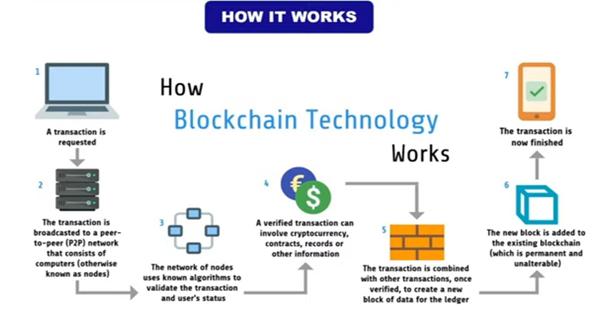 HOW IT WORKS
How
Blockchain Technology
Works
1
A transaction is
requested
2
The transaction is
broadcasted to a peer-
to-peer (P2P) network
that consists of
computers (otherwise
known as nodes)
3
The network of nodes
uses known algorithms to
validate the transaction
and user's status
4
€
$
A verified transaction can
involve cryptocurrency,
contracts, records or
other information
5
The transaction is combined
with other transactions, once
verified, to create a new
block of data for the ledger
6
The new block is added to
the existing blockchain
(which is permanent and
unalterable)
7
The transaction is
now finished